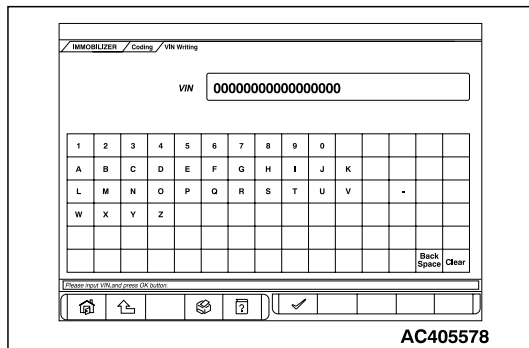 IMMOBILIZER Coding VIN Writing
VIN 00000000000000000
1 2 3 4 5 6 7 8 9 0
A B C D E F G H I J K
L M N O P Q R S T U V -
W X Y Z
Back Space Clear
Please input VIN,and press OK button.
?
AC405578